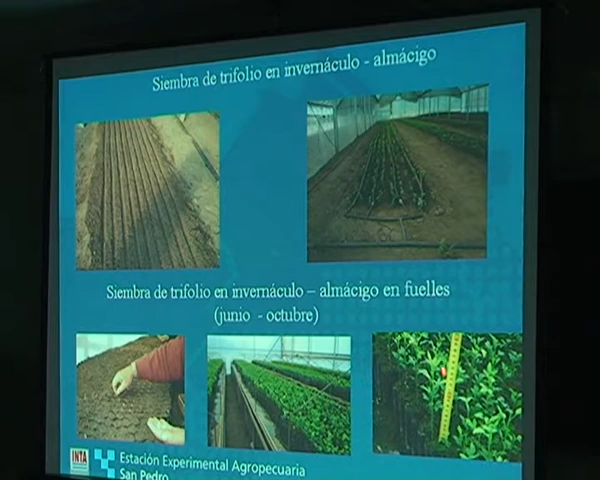 Siembra de trifolio en invernáculo - almácigo
Siembra de trifolio en invernáculo – almácigo en fuelles
(junio - octubre)
INTA
Estación Experimental Agropecuaria
San Pedro